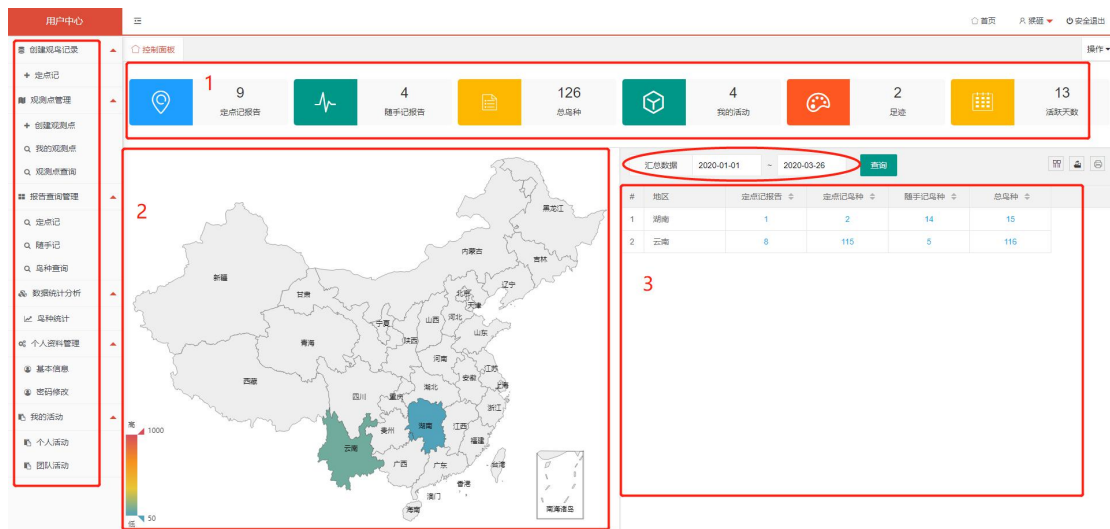 用户中心
首页
候硒
安全退出
创建观鸟记录
定点记
观测点管理
创建观测点
我的观测点
观测点查询
报告查询管理
定点记
随手记
鸟种查询
数据统计分析
鸟种统计
个人资料管理
基本信息
密码修改
我的活动
个人活动
团队活动
控制面板
操作
1
9
定点记报告
4
随手记报告
126
总鸟种
4
我的活动
2
足迹
13
活跃天数
2
黑龙江
内蒙古
吉林
新疆
辽宁
甘肃
北京
天津
宁夏
山西
河北
山东
青海
陕西
河南
江苏
西藏
安徽
上海
四川
重庆
湖北
浙江
湖南
江西
贵州
福建
云南
广西
广东
台湾
香港
澳门
海南
南海诸岛
高
1000
低
50
汇总数据 2020-01-01 ~ 2020-03-26 查询
# 地区 定点记报告 定点记鸟种 随手记鸟种 总鸟种
1 湖南 1 2 14 15
2 云南 8 115 5 116
3